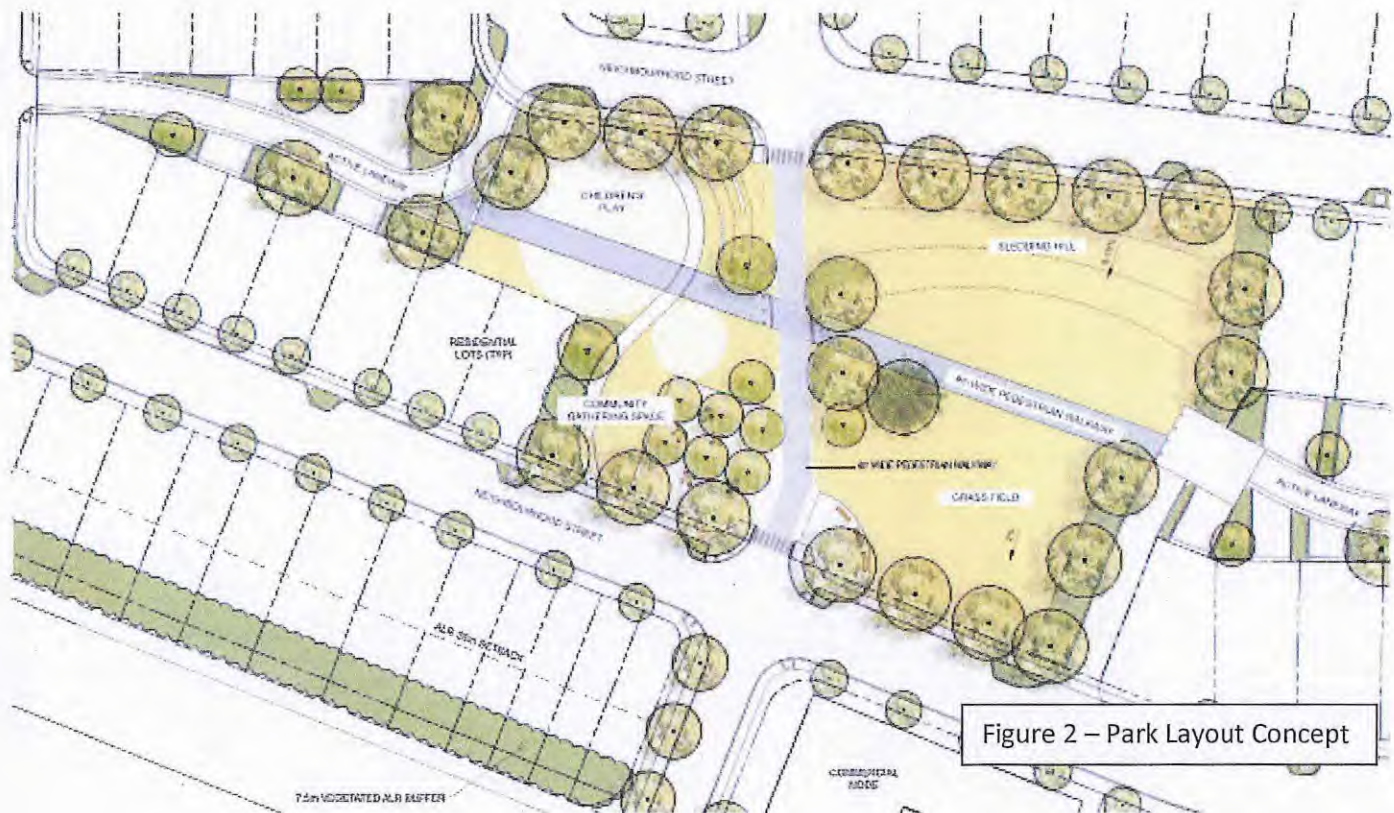 NEIGHBOURHOOD STREET
ACTIVE LANEWAY
CHILDREN'S
PLAY
SLEDDING HILL
RESIDENTIAL
LOTS (TYP)
COMMUNITY
GATHERING SPACE
WIDE PEDESTRIAN WALKWAY
WIDE PEDESTRIAN WALKWAY
GRASS FIELD
ACTIVE LANEWAY
NEIGHBOURHOOD STREET
ALR SETBACK
Figure 2 – Park Layout Concept
COMMERCIAL
NODE
7.5m VEGETATED ALR BUFFER